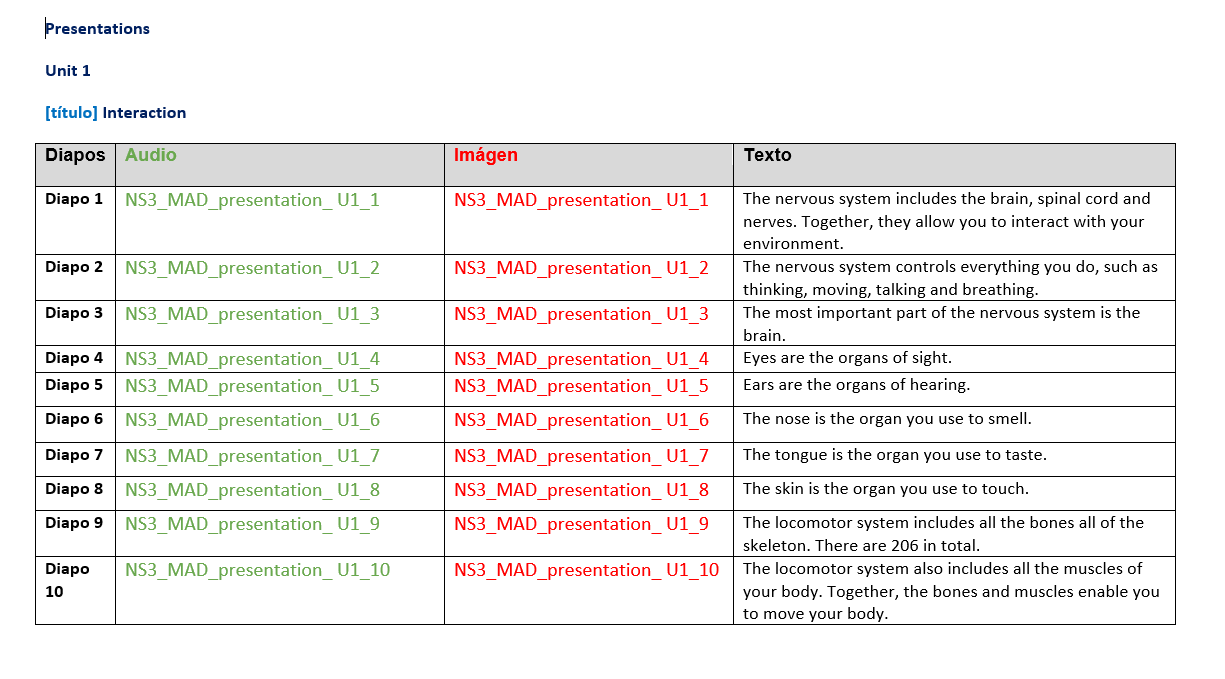 Presentations
Unit 1
[título] Interaction
Diapos Audio Imágen Texto
Diapo 1 NS3_MAD_presentation_ U1_1 NS3_MAD_presentation_ U1_1 The nervous system includes the brain, spinal cord and
nerves. Together, they allow you to interact with your
environment.
Diapo 2 NS3_MAD_presentation_ U1_2 NS3_MAD_presentation_ U1_2 The nervous system controls everything you do, such as
thinking, moving, talking and breathing.
Diapo 3 NS3_MAD_presentation_ U1_3 NS3_MAD_presentation_ U1_3 The most important part of the nervous system is the
brain.
Diapo 4 NS3_MAD_presentation_ U1_4 NS3_MAD_presentation_ U1_4 Eyes are the organs of sight.
Diapo 5 NS3_MAD_presentation_ U1_5 NS3_MAD_presentation_ U1_5 Ears are the organs of hearing.
Diapo 6 NS3_MAD_presentation_ U1_6 NS3_MAD_presentation_ U1_6 The nose is the organ you use to smell.
Diapo 7 NS3_MAD_presentation_ U1_7 NS3_MAD_presentation_ U1_7 The tongue is the organ you use to taste.
Diapo 8 NS3_MAD_presentation_ U1_8 NS3_MAD_presentation_ U1_8 The skin is the organ you use to touch.
Diapo 9 NS3_MAD_presentation_ U1_9 NS3_MAD_presentation_ U1_9 The locomotor system includes all the bones all of the
skeleton. There are 206 in total.
Diapo NS3_MAD_presentation_ U1_10 NS3_MAD_presentation_ U1_10 The locomotor system also includes all the muscles of
10 your body. Together, the bones and muscles enable you
to move your body.